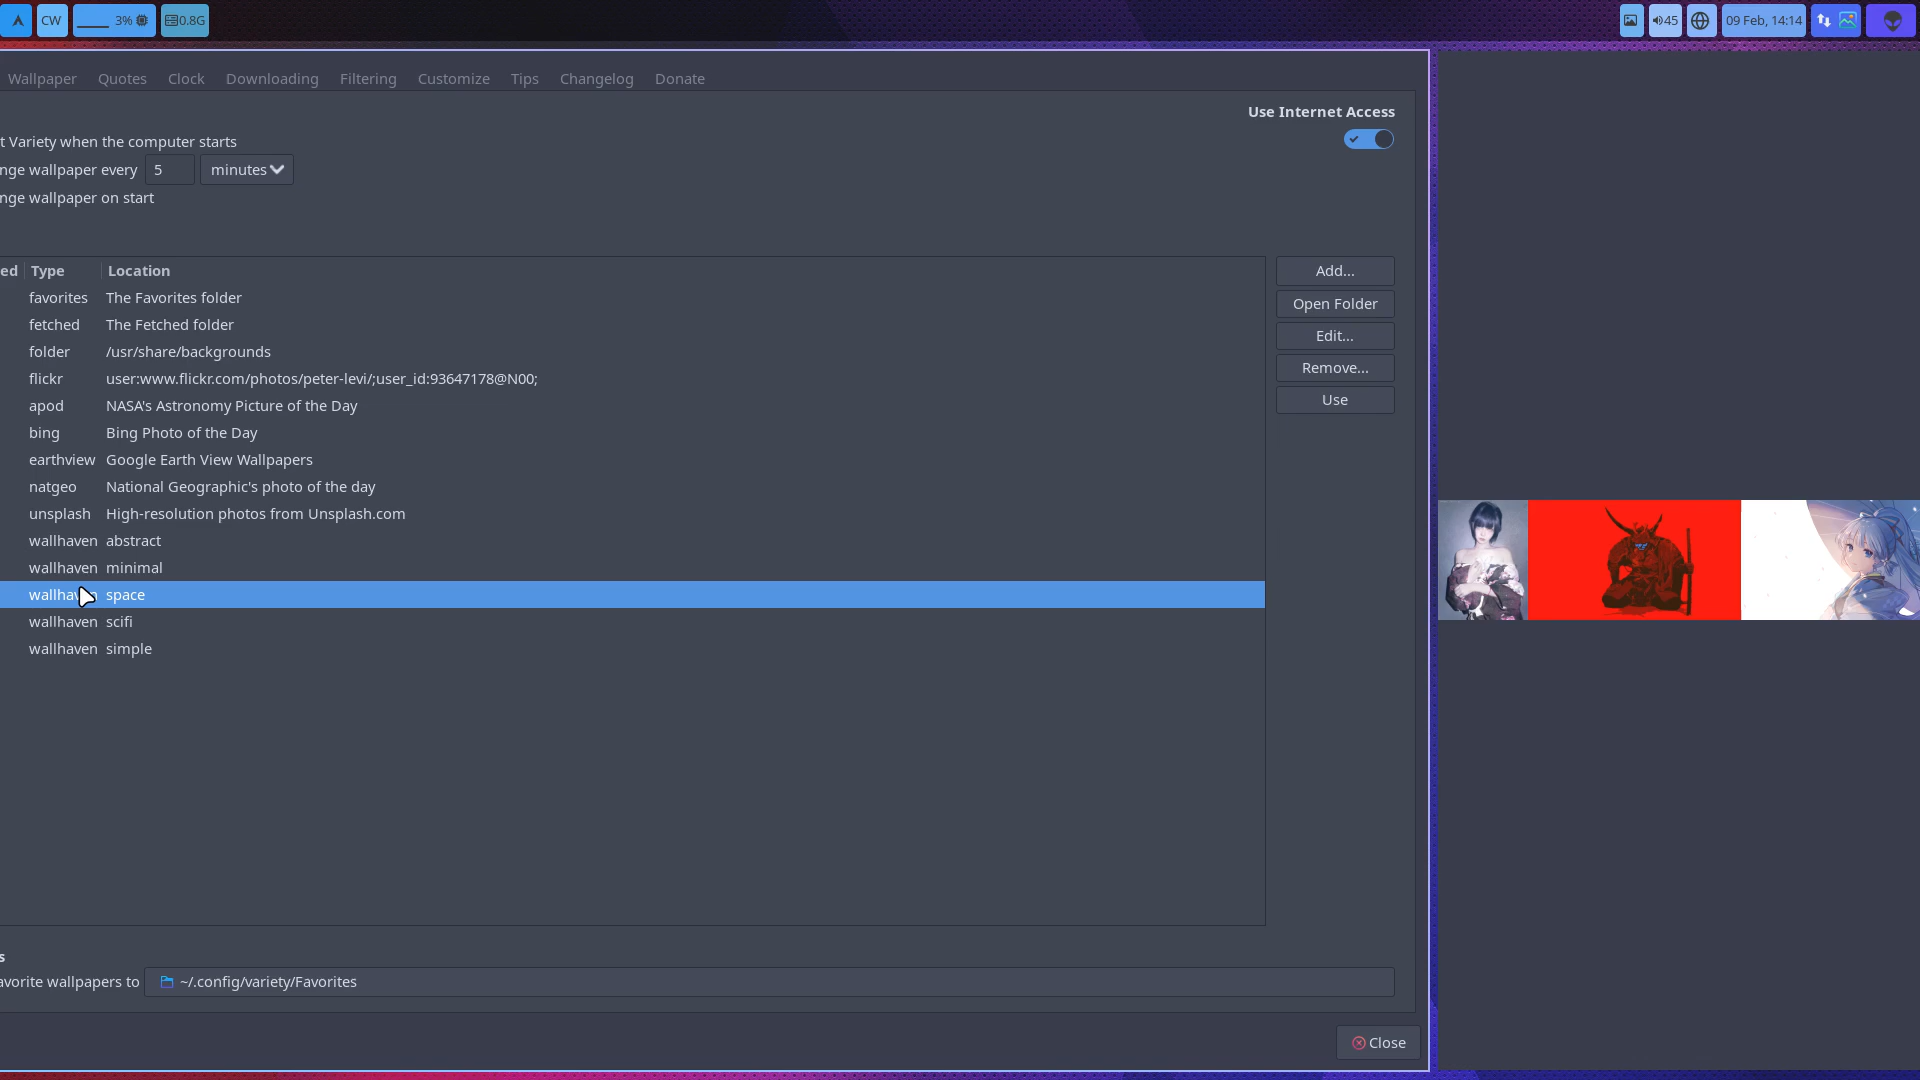 CW 3% 0.8G 45 09 Feb, 14:14
Wallpaper Quotes Clock Downloading Filtering Customize Tips Changelog Donate
Use Internet Access
t Variety when the computer starts
nge wallpaper every 5 minutes
nge wallpaper on start
ed Type Location
favorites The Favorites folder
fetched The Fetched folder
folder /usr/share/backgrounds
flickr user:www.flickr.com/photos/peter-levi/;user_id:93647178@N00;
apod NASA's Astronomy Picture of the Day
bing Bing Photo of the Day
earthview Google Earth View Wallpapers
natgeo National Geographic's photo of the day
unsplash High-resolution photos from Unsplash.com
wallhaven abstract
wallhaven minimal
wallhaven space
wallhaven scifi
wallhaven simple
Add...
Open Folder
Edit...
Remove...
Use
s
avorite wallpapers to ~/.config/variety/Favorites
Close